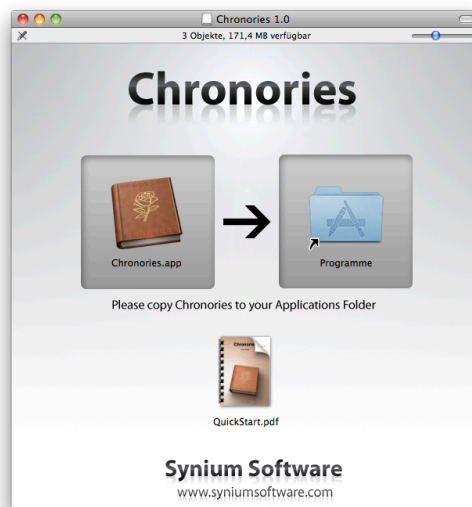 Chronories 1.0
3 Objekte, 171,4 MB verfügbar
Chronories
Chronories.app
Programme
Please copy Chronories to your Applications Folder
Chronories
QuickStart.pdf
Synium Software
www.syniumsoftware.com